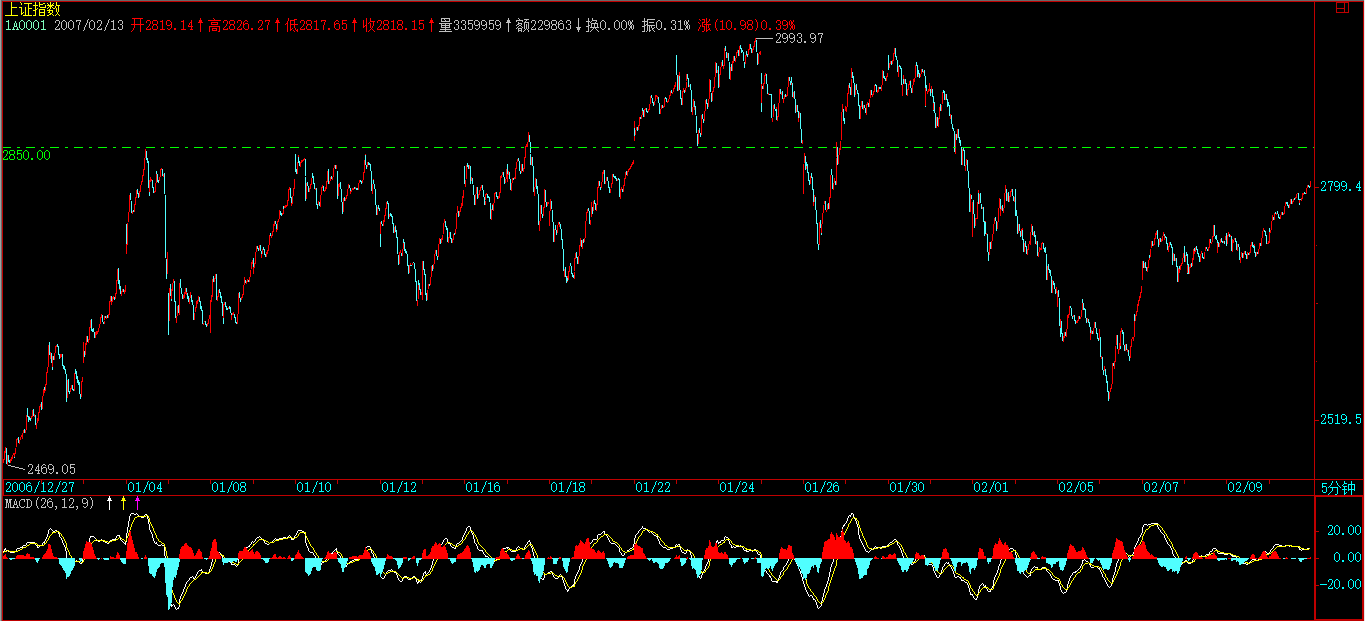 上证指数
1A0001 2007/02/13 开2819.14↑高2826.27↑低2817.65↑收2818.15↑量3359959↑额229863↓换0.00% 振0.31% 涨(10.98)0.39%
2993.97
2850.00
2799.4
2519.5
2469.05
2006/12/27 01/04 01/08 01/10 01/12 01/16 01/18 01/22 01/24 01/26 01/30 02/01 02/05 02/07 02/09 5分钟
MACD(26,12,9) ↑ ↑ ↑
20.00
0.00
-20.00